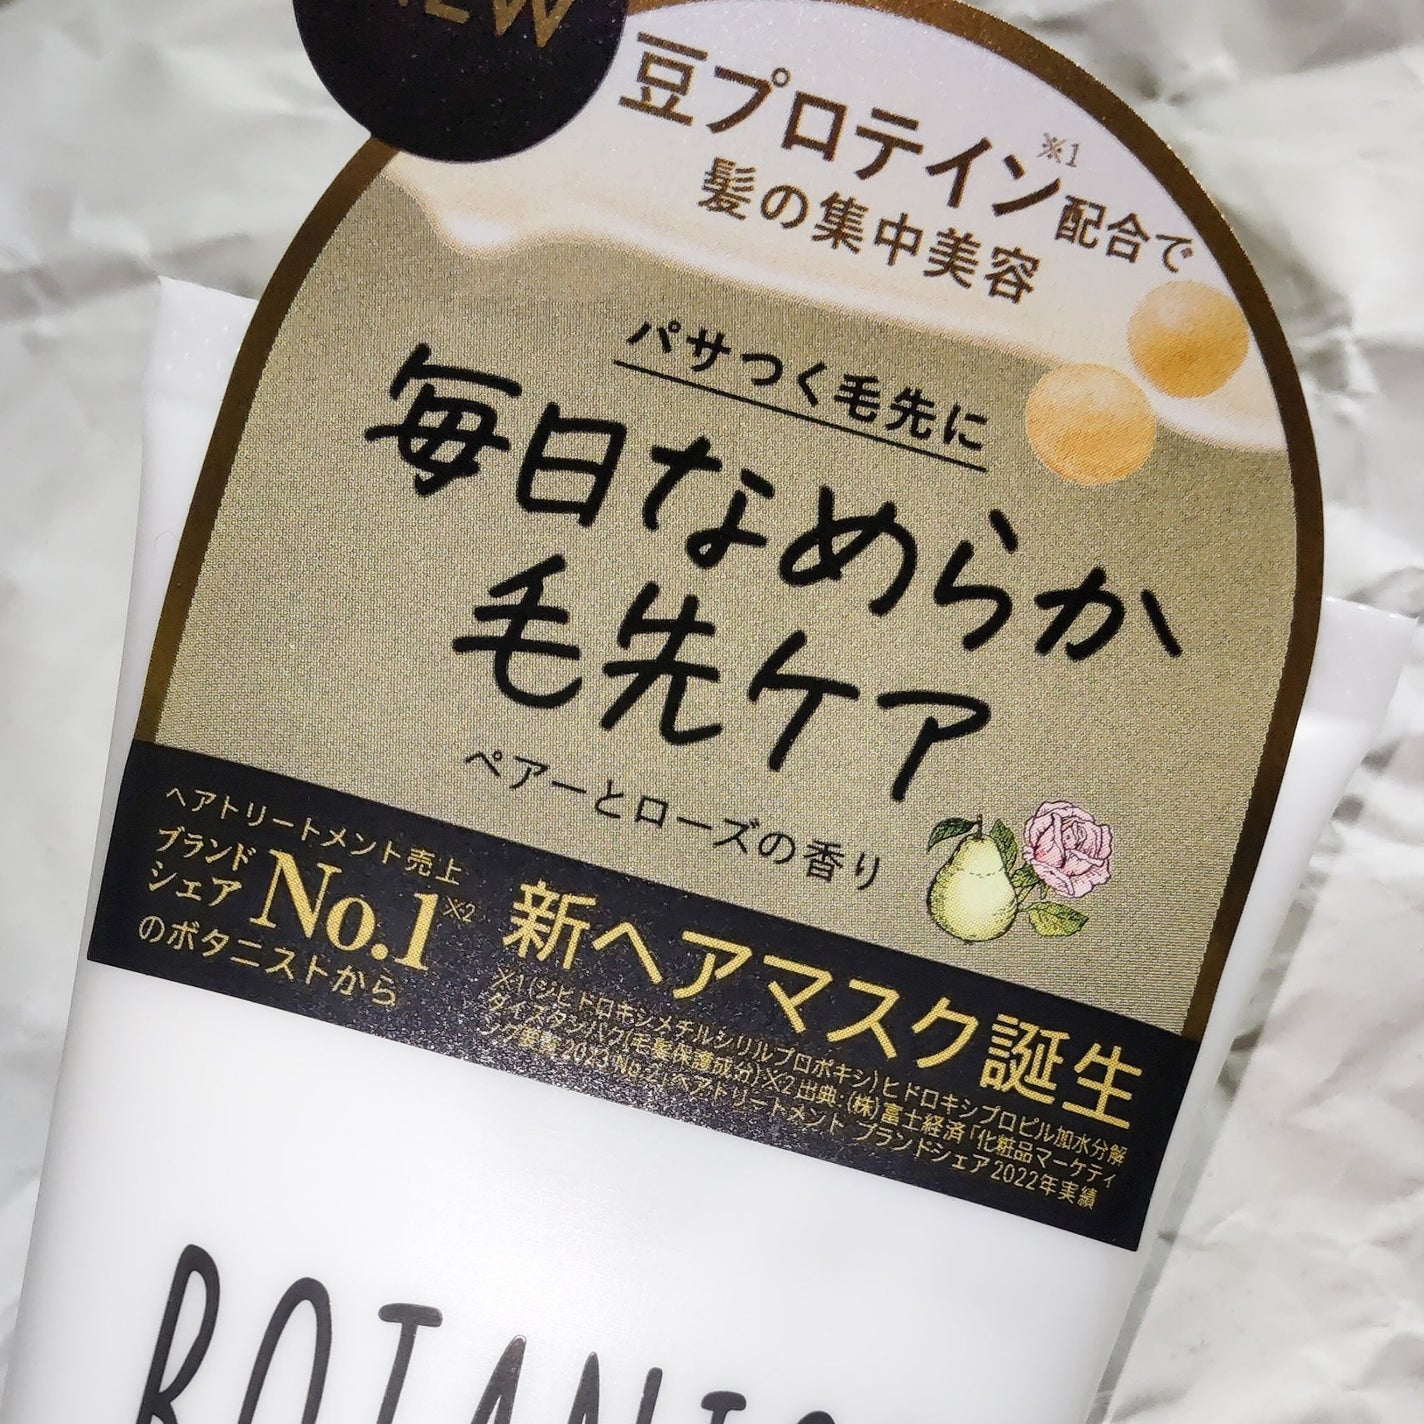 NEW
豆プロテイン※1配合で
髪の集中美容
パサつく毛先に
毎日なめらか
毛先ケア
ペアーとローズの香り
ヘアトリートメント売上
ブランド
シェア No.1※2
のボタニストから
新ヘアマスク誕生
※1(ジヒドロキシメチルシリルプロポキシ)ヒドロキシプロピル加水分解
ダイズタンパク(毛髪保護成分)※2出典:(株)富士経済「化粧品マーケティ
ング要覧2023 No.2」ヘアトリートメント ブランドシェア2022年実績
BOTANIS